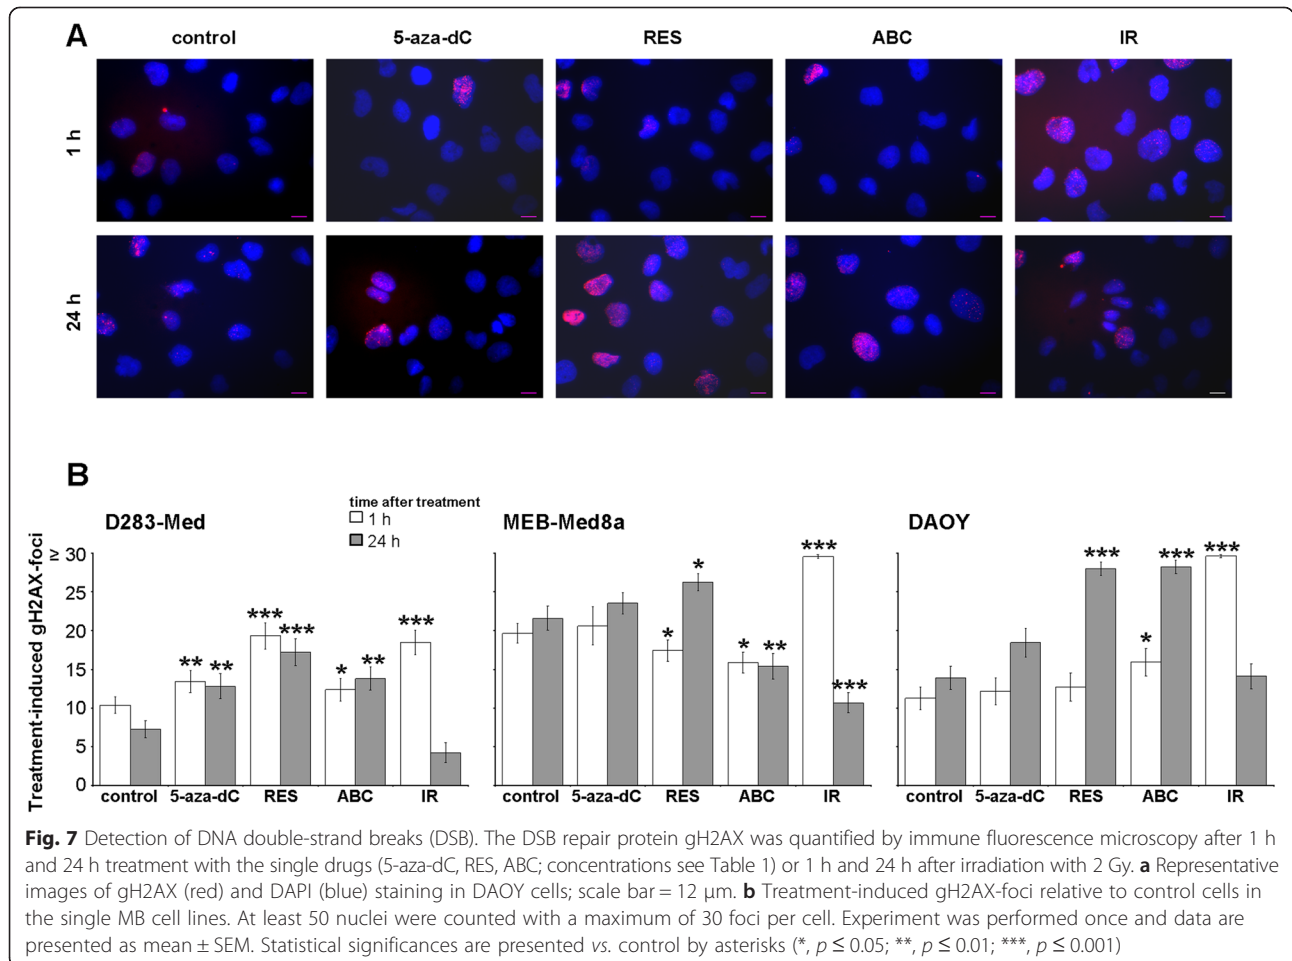 A
control 5-aza-dC RES ABC IR
1 h
24 h
B
time after treatment
1 h
24 h
D283-Med MEB-Med8a DAOY
Treatment-induced gH2AX-foci
≥
30
25
20
15
10
5
0
** ** *** *** * ** ***
* * * ** *** ***
*** * *** ***
control 5-aza-dC RES ABC IR
control 5-aza-dC RES ABC IR
control 5-aza-dC RES ABC IR
Fig. 7 Detection of DNA double-strand breaks (DSB). The DSB repair protein gH2AX was quantified by immune fluorescence microscopy after 1 h
and 24 h treatment with the single drugs (5-aza-dC, RES, ABC; concentrations see Table 1) or 1 h and 24 h after irradiation with 2 Gy. a Representative
images of gH2AX (red) and DAPI (blue) staining in DAOY cells; scale bar = 12 μm. b Treatment-induced gH2AX-foci relative to control cells in
the single MB cell lines. At least 50 nuclei were counted with a maximum of 30 foci per cell. Experiment was performed once and data are
presented as mean ± SEM. Statistical significances are presented vs. control by asterisks (*, p ≤ 0.05; **, p ≤ 0.01; ***, p ≤ 0.001)